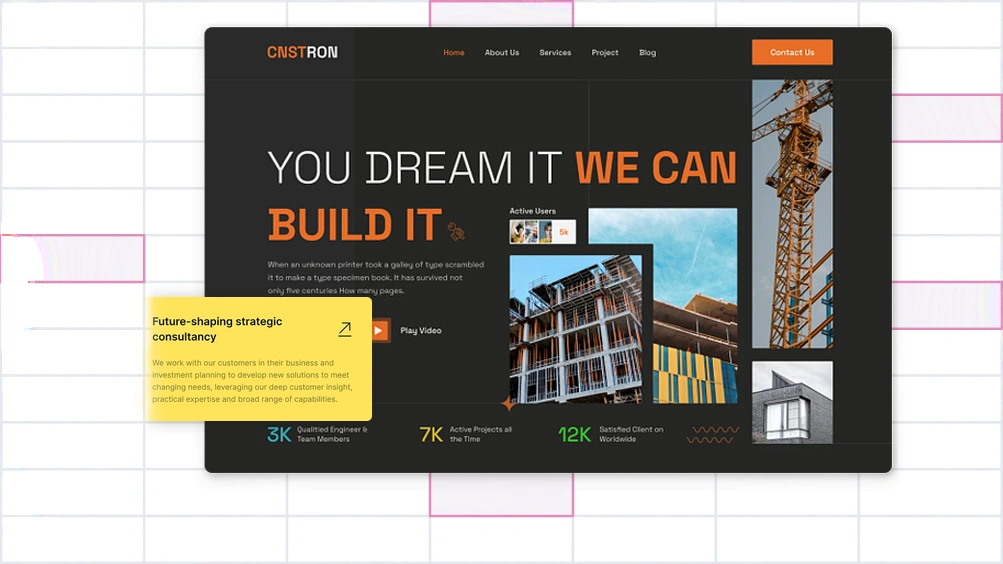 CNSTRON
Home About Us Services Project Blog
Contact Us
YOU DREAM IT WE CAN
BUILD IT
Active Users
5k
When an unknown printer took a galley of type scrambled
it to make a type specimen book. It has survived not
only five centuries How many pages.
Play Video
Future-shaping strategic
consultancy
We work with our customers in their business and
investment planning to develop new solutions to meet
changing needs, leveraging our deep customer insight,
practical expertise and broad range of capabilities.
3K Qualitied Engineer &
Team Members
7K Active Projects all
the Time
12K Satisfied Client on
Worldwide